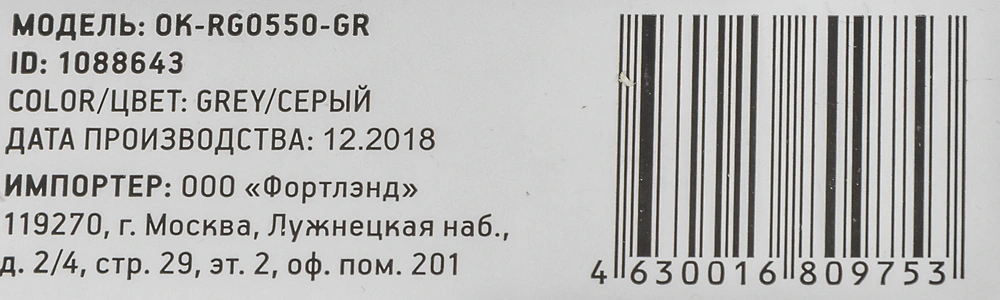 МОДЕЛЬ: OK-RG0550-GR
ID: 1088643
COLOR/ЦВЕТ: GREY/СЕРЫЙ
ДАТА ПРОИЗВОДСТВА: 12.2018
ИМПОРТЕР: ООО «Фортлэнд»
119270, г. Москва, Лужнецкая наб.,
д. 2/4, стр. 29, эт. 2, оф. пом. 201
4 630016 809753